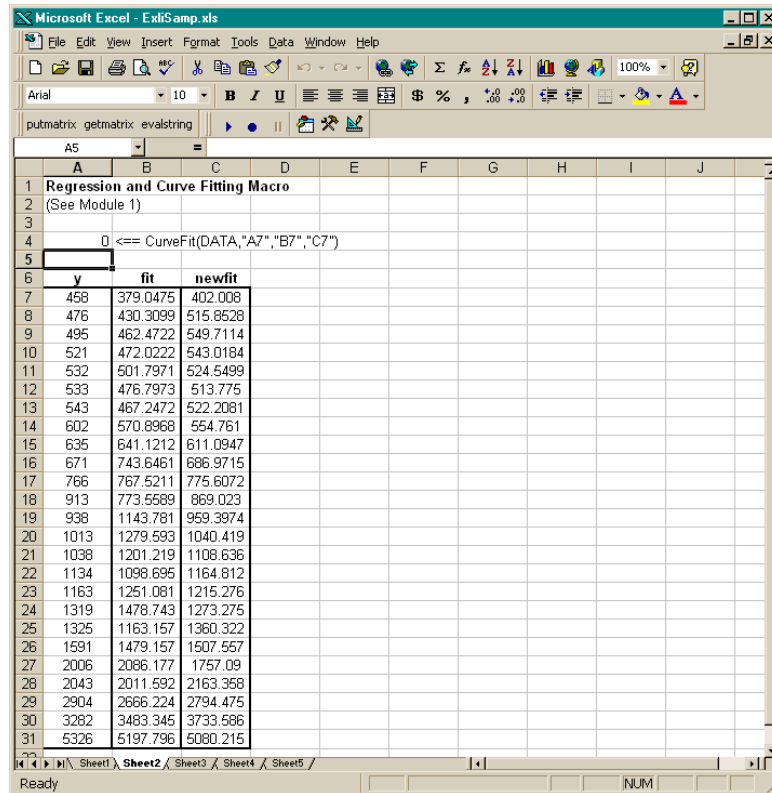 Microsoft Excel - ExliSamp.xls
File Edit View Insert Format Tools Data Window Help
100%
Arial 10 B I U $ % ,
putmatrix getmatrix evalstring
A5 =
A B C D E F G H I J
1 Regression and Curve Fitting Macro
2 (See Module 1)
3
4 0 <== CurveFit(DATA,"A7","B7","C7")
5
6 y fit newfit
7 458 379.0475 402.008
8 476 430.3099 515.8528
9 495 462.4722 549.7114
10 521 472.0222 543.0184
11 532 501.7971 524.5499
12 533 476.7973 513.775
13 543 467.2472 522.2081
14 602 570.8968 554.761
15 635 641.1212 611.0947
16 671 743.6461 686.9715
17 766 767.5211 775.6072
18 913 773.5589 869.023
19 938 1143.781 959.3974
20 1013 1279.593 1040.419
21 1038 1201.219 1108.636
22 1134 1098.695 1164.812
23 1163 1251.081 1215.276
24 1319 1478.743 1273.275
25 1325 1163.157 1360.322
26 1591 1479.157 1507.557
27 2006 2086.177 1757.09
28 2043 2011.592 2163.358
29 2904 2666.224 2794.475
30 3282 3483.345 3733.586
31 5326 5197.796 5080.215
Sheet1 Sheet2 Sheet3 Sheet4 Sheet5
Ready NUM